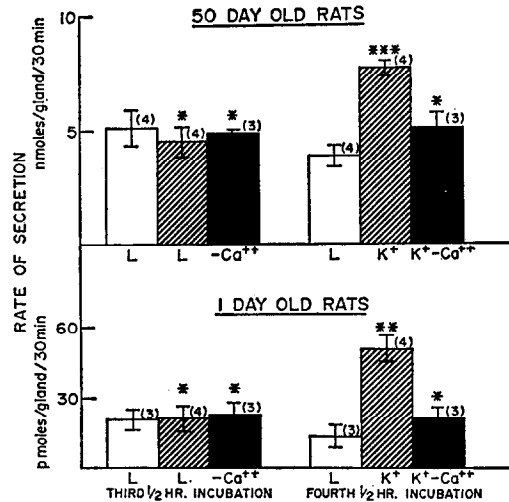 50 DAY OLD RATS
RATE OF SECRETION
nmoles/gland/30min
10
5
(4)
*
(4)
*
(3)
***
(4)
*
(3)
(4)
L
L
-Ca++
L
K+
K+-Ca++
1 DAY OLD RATS
pmoles/gland/30min
60
30
(3)
*
(4)
*
(3)
**
(4)
*
(3)
(3)
L
L.
-Ca++
L
K+
K+-Ca++
THIRD 1/2 HR. INCUBATION
FOURTH 1/2 HR. INCUBATION